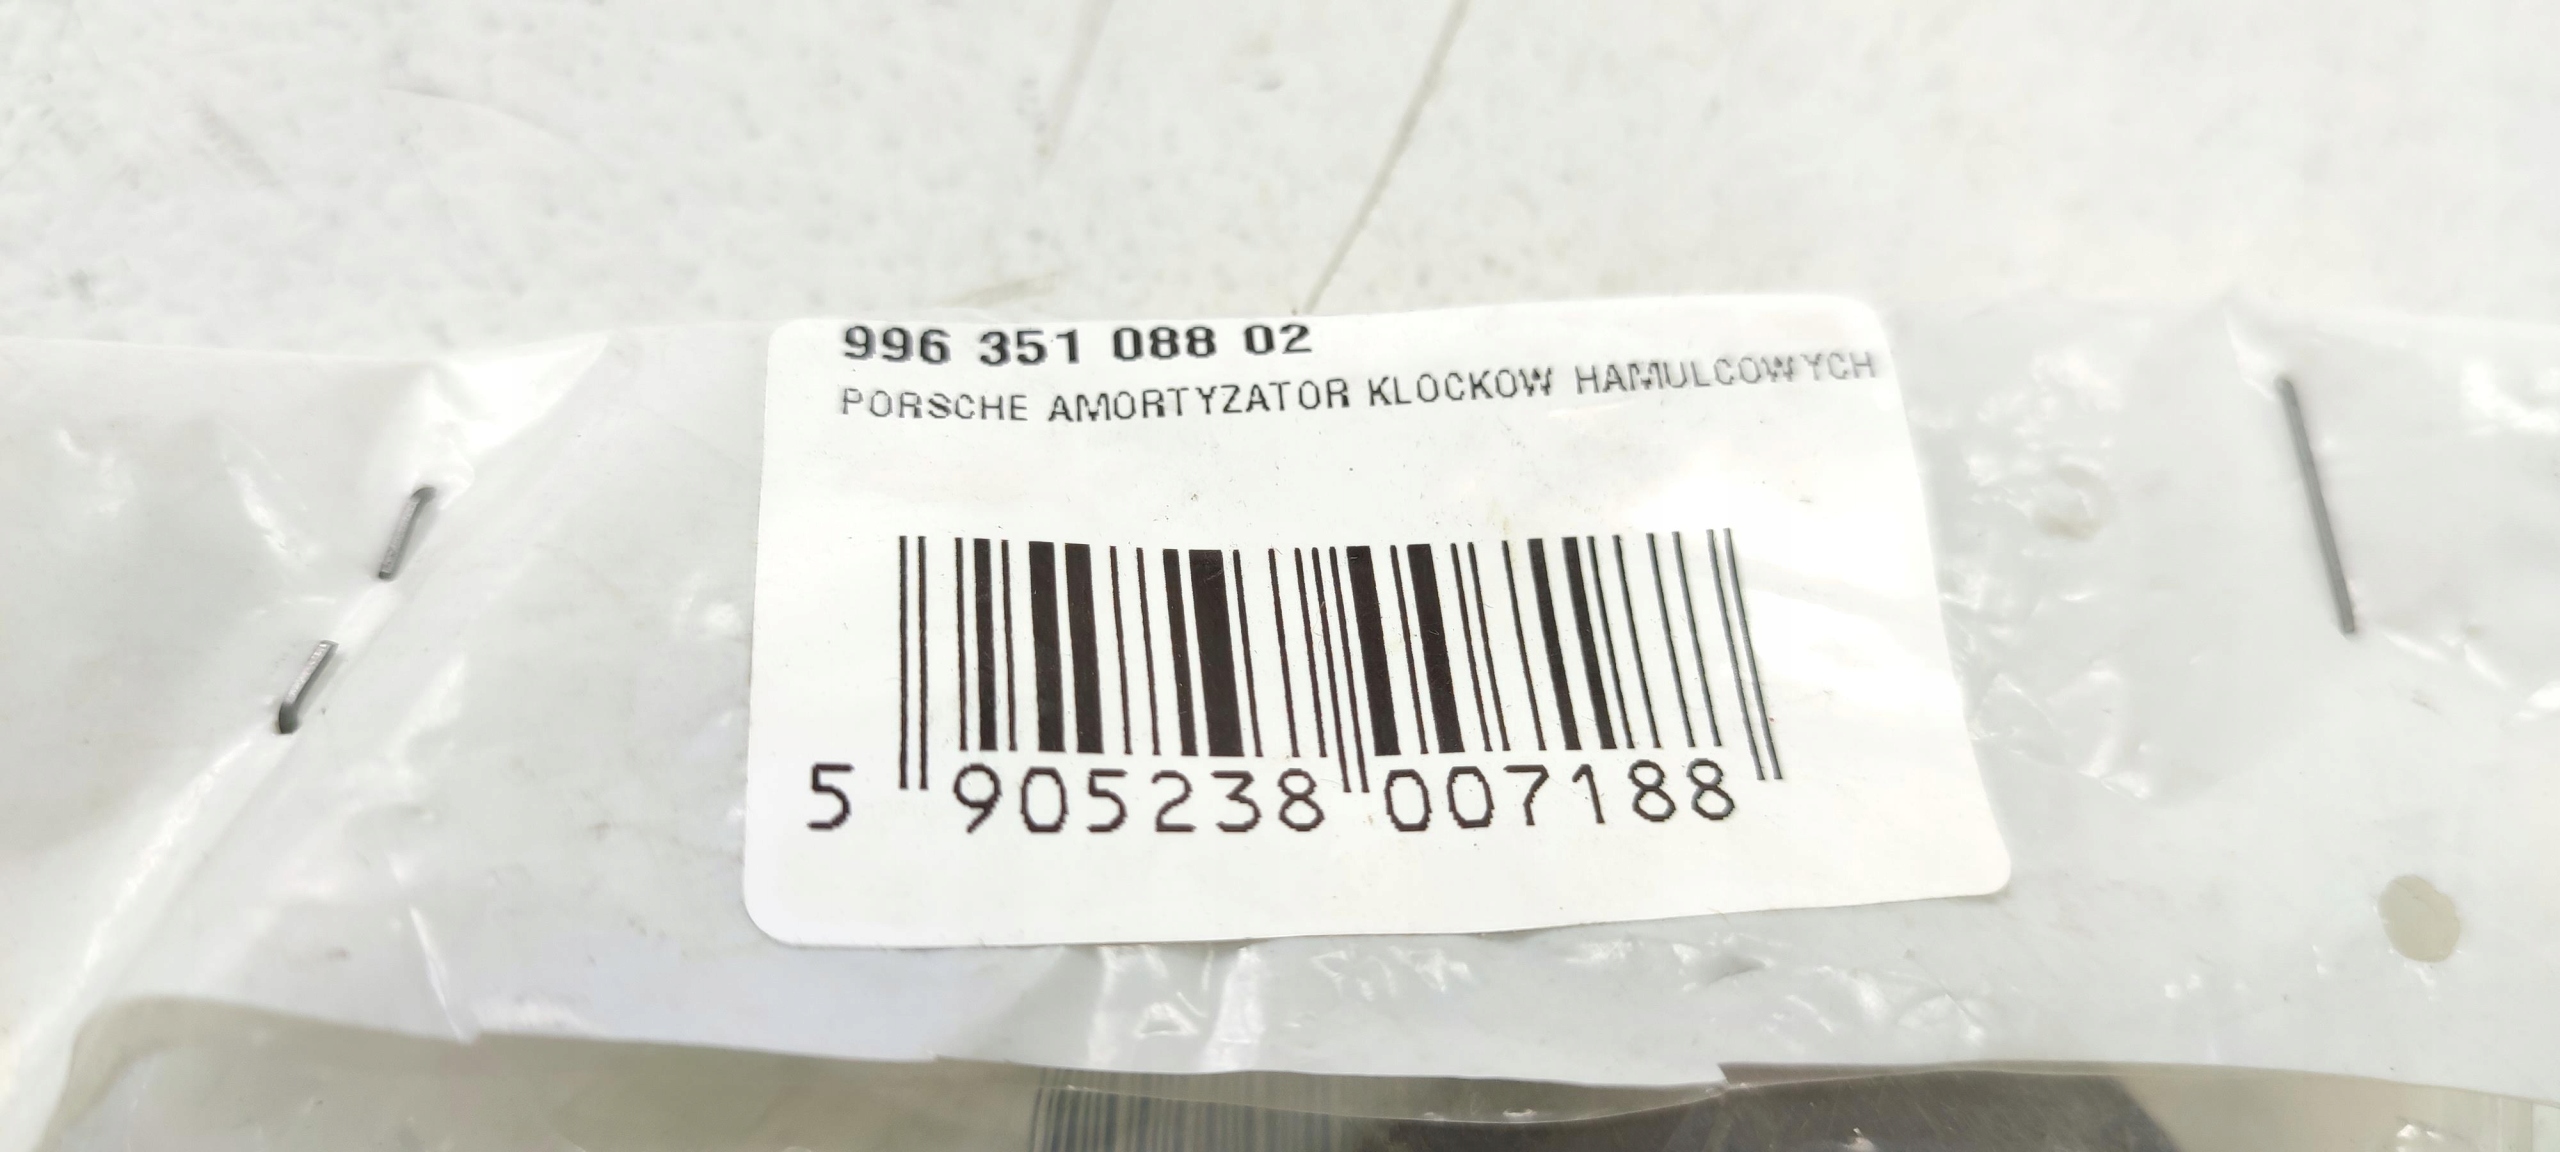 996 351 088 02
PORSCHE AMORTYZATOR KLOCKOW HAMULCOWYCH
5 905238 007188